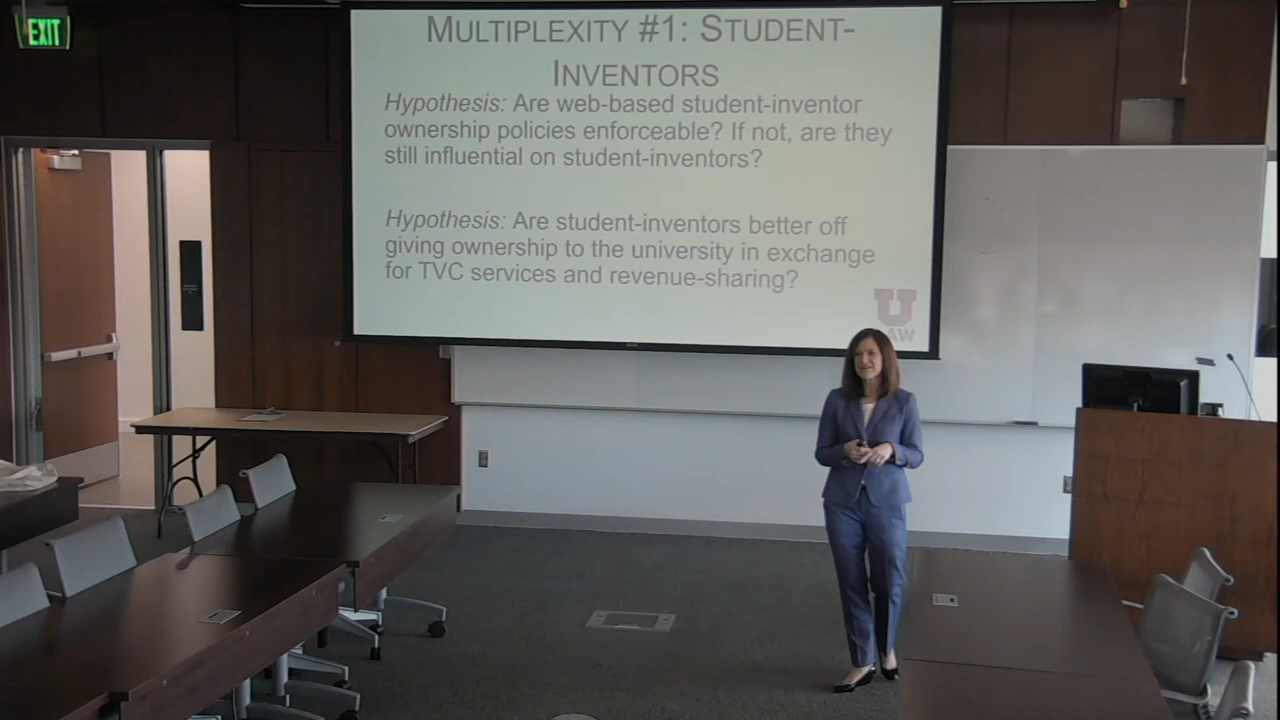 EXIT
MULTIPLEXITY #1: STUDENT-
INVENTORS
Hypothesis: Are web-based student-inventor
ownership policies enforceable? If not, are they
still influential on student-inventors?
Hypothesis: Are student-inventors better off
giving ownership to the university in exchange
for TVC services and revenue-sharing?
U